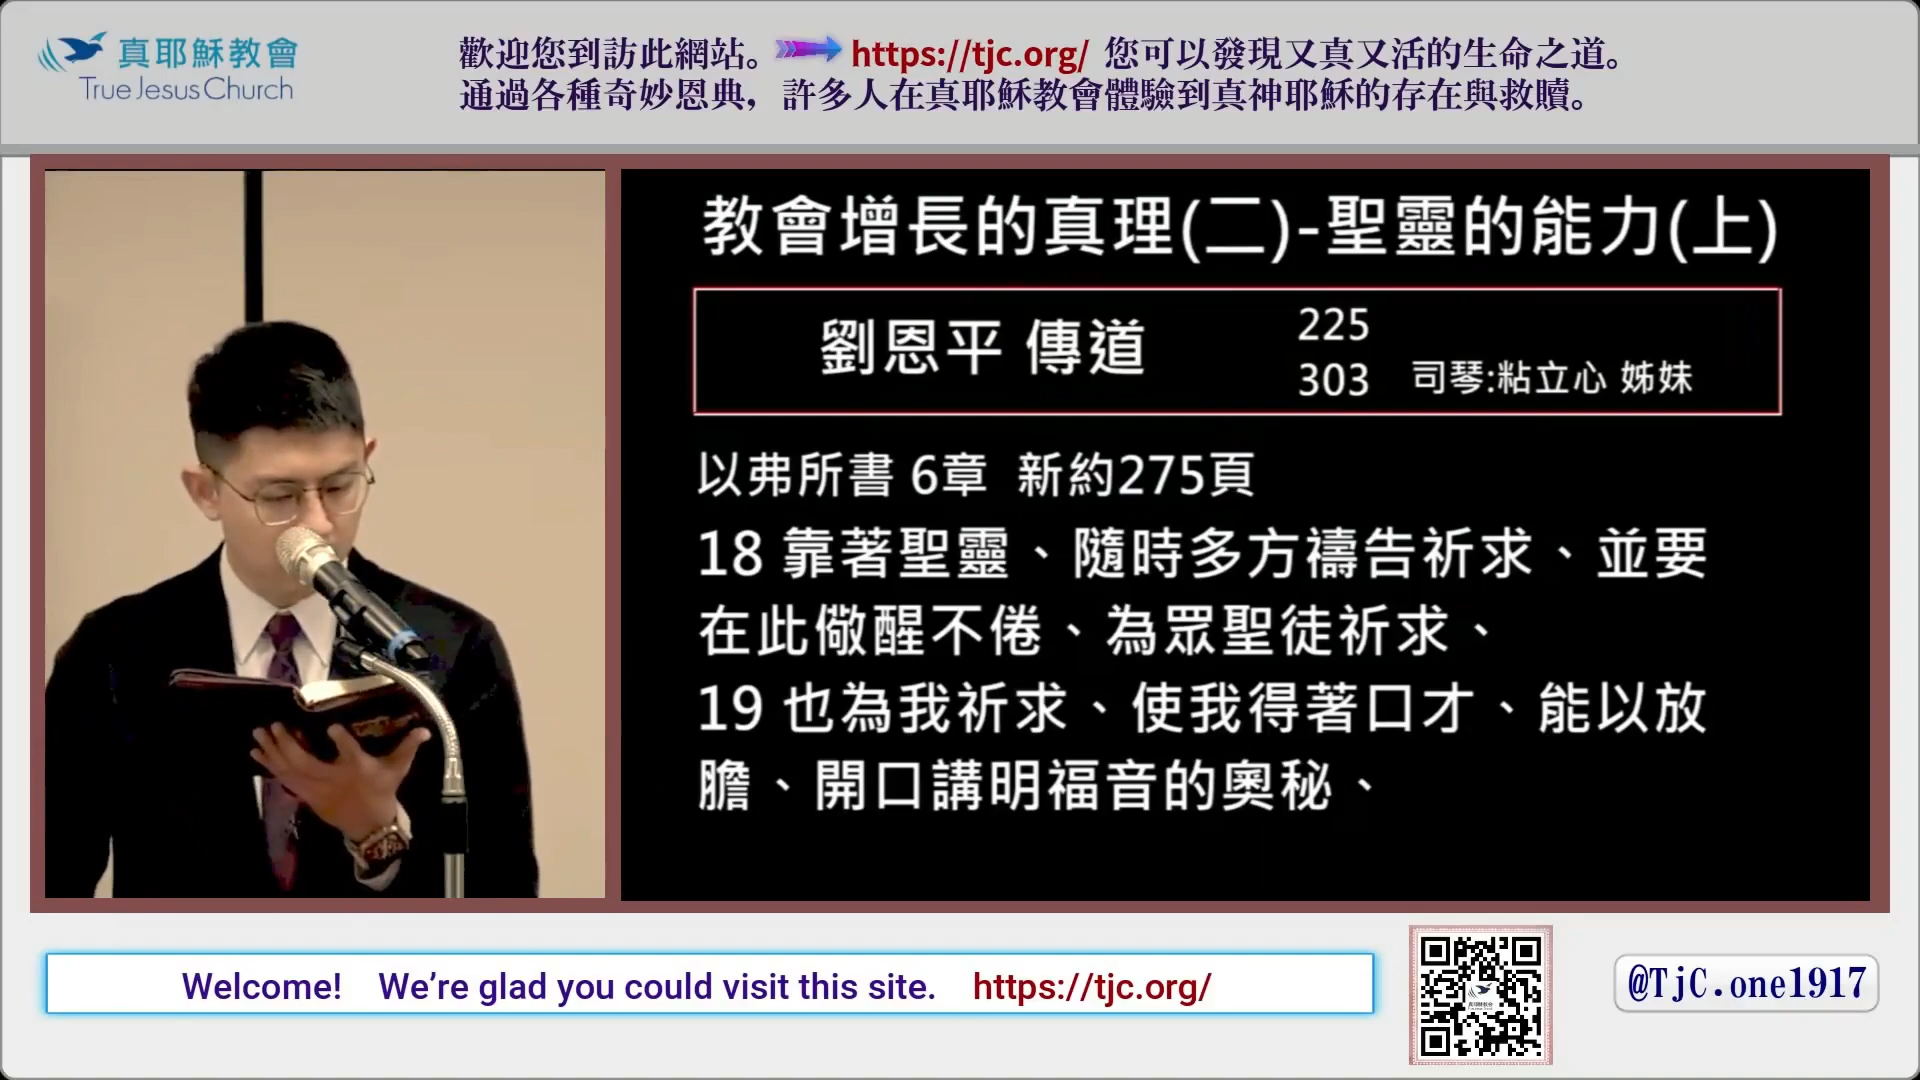 真耶穌教會
True Jesus Church
歡迎您到訪此網站。 https://tjc.org/ 您可以發現又真又活的生命之道。
通過各種奇妙恩典，許多人在真耶穌教會體驗到真神耶穌的存在與救贖。
教會增長的真理(二)-聖靈的能力(上)
劉恩平 傳道
225
303 司琴:粘立心 姊妹
以弗所書 6章 新約275頁
18 靠著聖靈、隨時多方禱告祈求、並要
在此儆醒不倦、為眾聖徒祈求、
19 也為我祈求、使我得著口才、能以放
膽、開口講明福音的奧秘、
Welcome! We’re glad you could visit this site. https://tjc.org/
@TjC.one1917